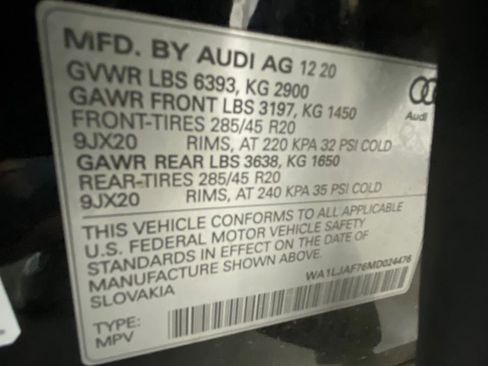 MFD. BY AUDI AG 12 20
GVWR LBS 6393, KG 2900
GAWR FRONT LBS 3197, KG 1450
FRONT-TIRES 285/45 R20
9JX20 RIMS, AT 220 KPA 32 PSI COLD
GAWR REAR LBS 3638, KG 1650
REAR-TIRES 285/45 R20
9JX20 RIMS, AT 240 KPA 35 PSI COLD
THIS VEHICLE CONFORMS TO ALL APPLICABLE
U.S. FEDERAL MOTOR VEHICLE SAFETY
STANDARDS IN EFFECT ON THE DATE OF
MANUFACTURE SHOWN ABOVE.
SLOVAKIA
WA1LJAF76MD024476
TYPE:
MPV
Audi